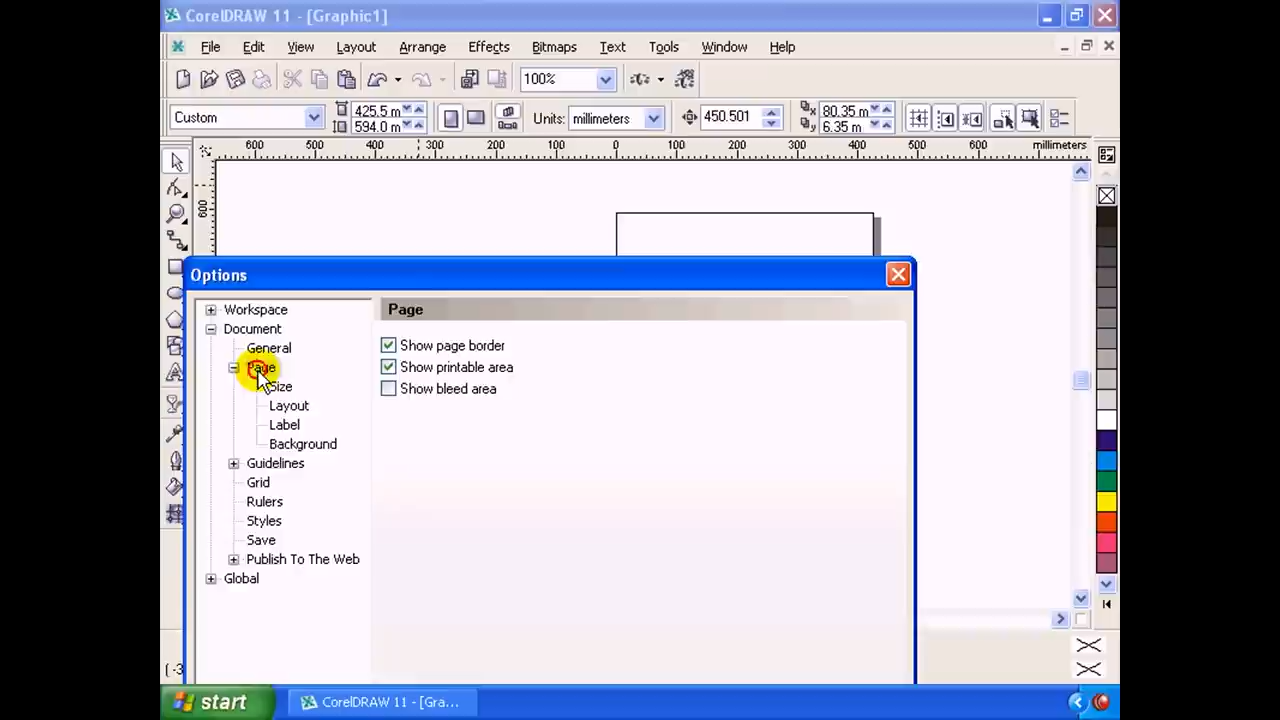 CorelDRAW 11 - [Graphic1]
File Edit View Layout Arrange Effects Bitmaps Text Tools Window Help
100%
Custom
425.5 m
594.0 m
Units: millimeters
450.501
x 80.35 m
y 6.35 m
600 500 400 300 200 100 0 100 200 300 400 500 600 millimeters
600
Options
Workspace
Document
General
Page
Size
Layout
Label
Background
Guidelines
Grid
Rulers
Styles
Save
Publish To The Web
Global
Page
Show page border
Show printable area
Show bleed area
( -3
start
CorelDRAW 11 - [Gra...